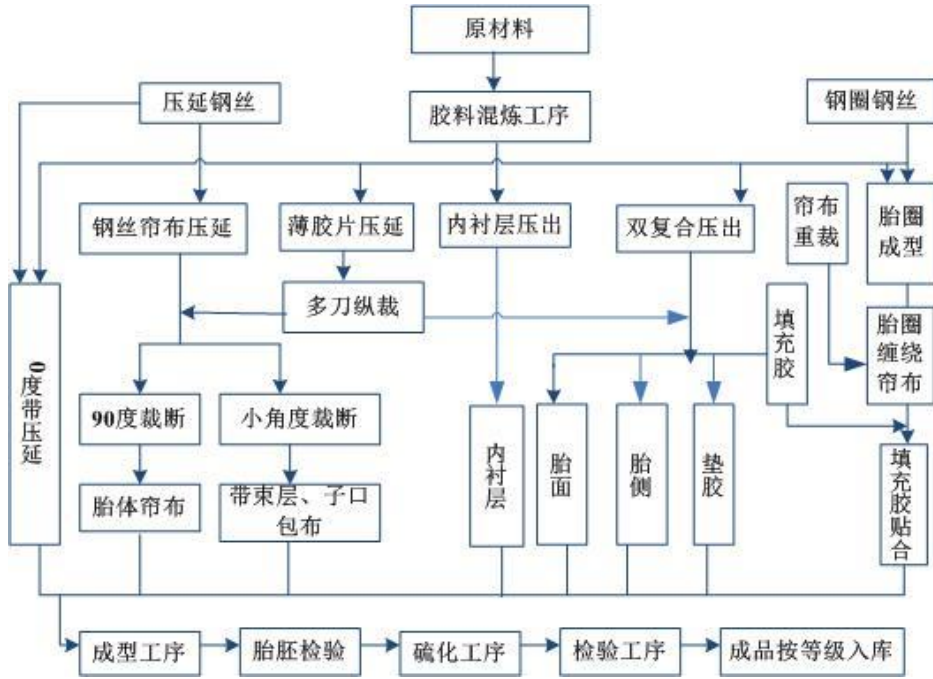 原材料
压延钢丝
胶料混炼工序
钢圈钢丝
钢丝帘布压延
薄胶片压延
内衬层压出
双复合压出
帘布
重裁
胎圈
成型
0度带压延
多刀纵裁
填充胶
胎圈
缠绕
帘布
90度裁断
小角度裁断
内衬层
胎面
胎侧
垫胶
胎体帘布
带束层、子口
包布
填充胶贴合
成型工序
胎胚检验
硫化工序
检验工序
成品按等级入库